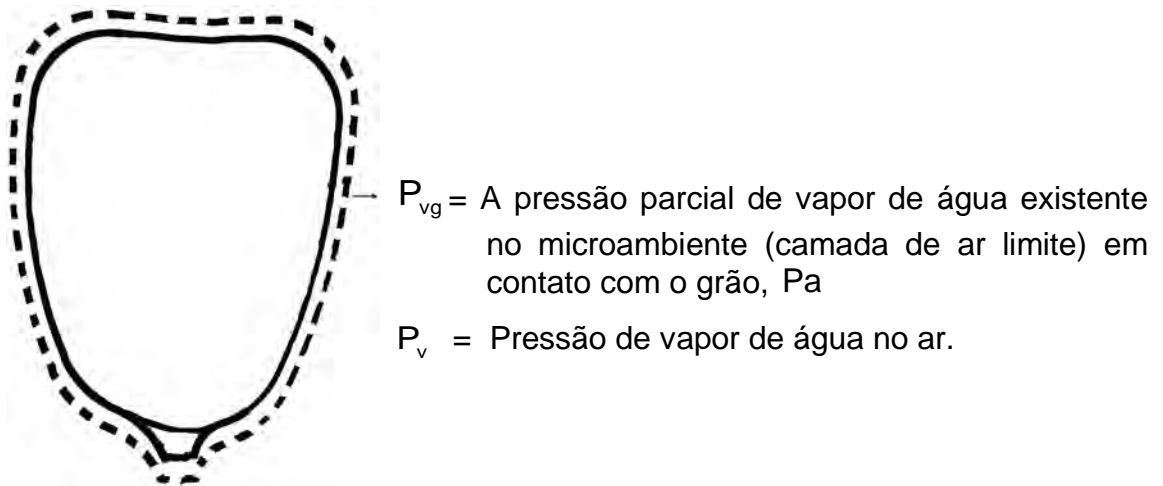 P_vg = A pressão parcial de vapor de água existente
no microambiente (camada de ar limite) em
contato com o grão, Pa
P_v = Pressão de vapor de água no ar.